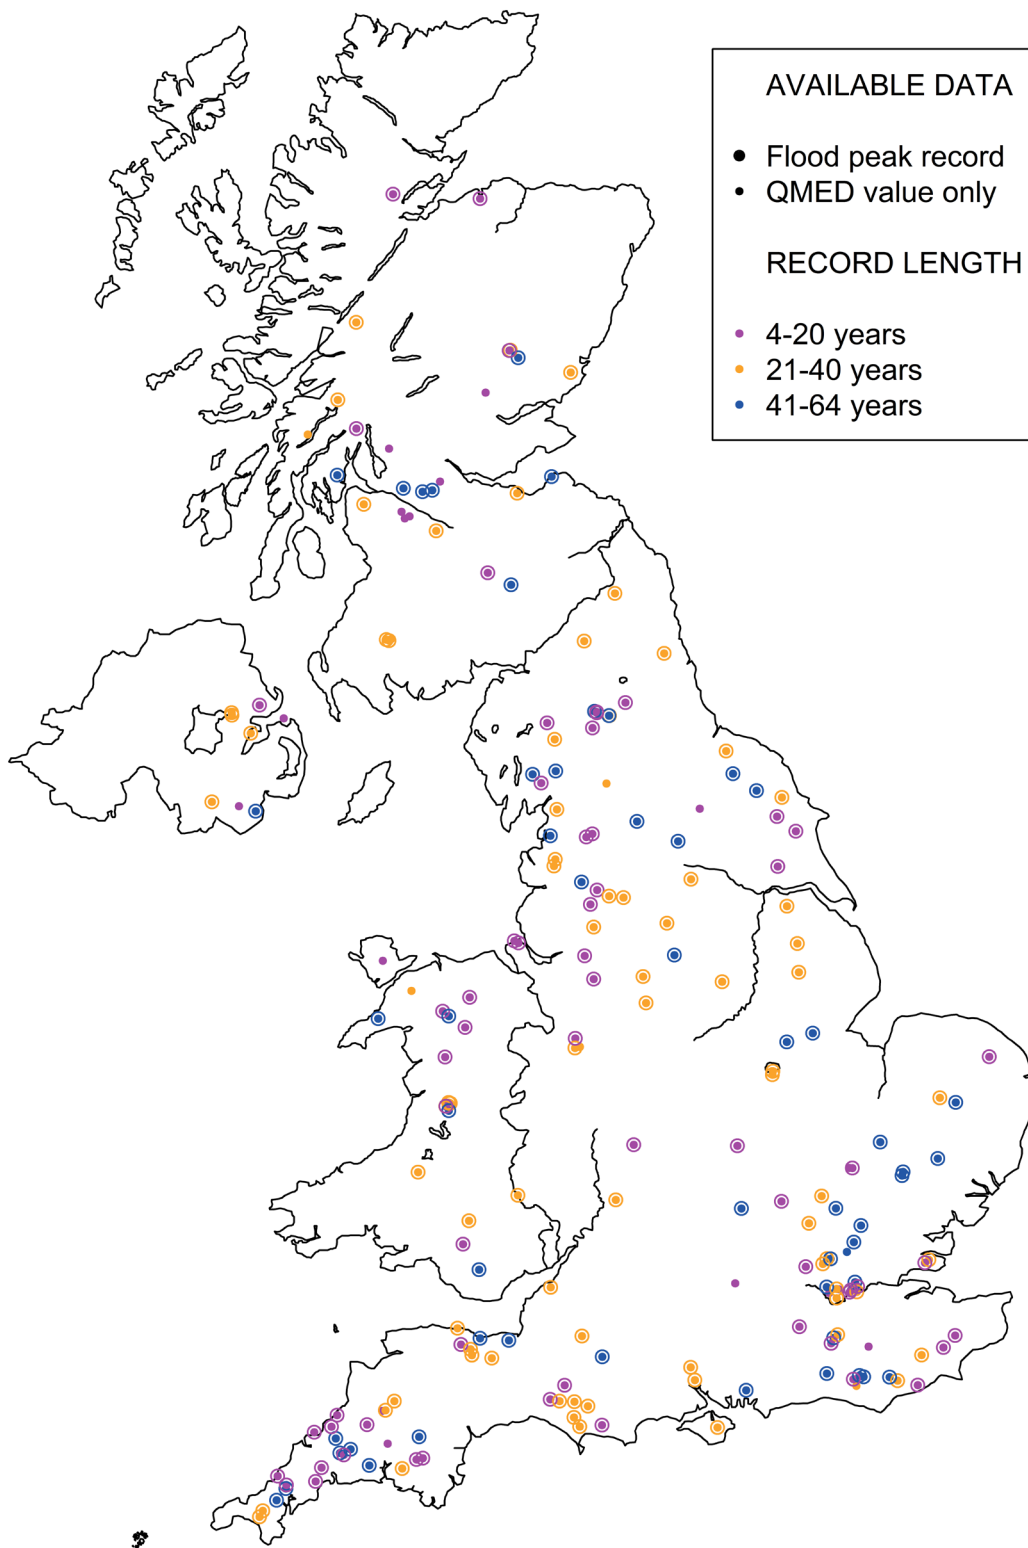 AVAILABLE DATA
Flood peak record
QMED value only
RECORD LENGTH
4-20 years
21-40 years
41-64 years